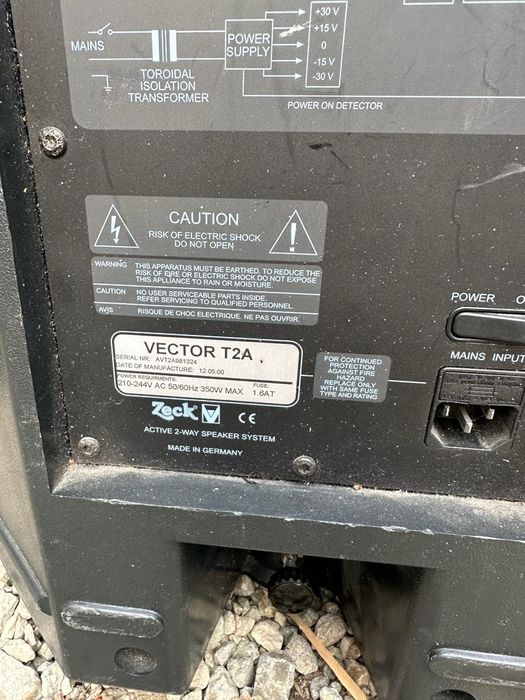 MAINS
TOROIDAL
ISOLATION
TRANSFORMER
POWER
SUPPLY
+30 V
+15 V
0
-15 V
-30 V
POWER ON DETECTOR
CAUTION
RISK OF ELECTRIC SHOCK
DO NOT OPEN
WARNING THIS APPARATUS MUST BE EARTHED. TO REDUCE THE
RISK OF FIRE OR ELECTRIC SHOCK DO NOT EXPOSE
THIS APLLIANCE TO RAIN OR MOISTURE.
CAUTION NO USER SERVICEABLE PARTS INSIDE.
REFER SERVICING TO QUALIFIED PERSONNEL.
AVIS RISQUE DE CHOC ELECTRIQUE. NE PAS OUVRIR.
VECTOR T2A
SERIAL NR: AVT2A981324
DATE OF MANUFACTURE: 12.05.00
POWER REQUIRMENTS:
210-244V AC 50/60Hz 350W MAX
FUSE:
1.6AT
FOR CONTINUED
PROTECTION
AGAINST FIRE
HAZARD
REPLACE ONLY
WITH SAME FUSE
TYPE AND RATING
POWER O
MAINS INPUT
Zeck CE
ACTIVE 2-WAY SPEAKER SYSTEM
MADE IN GERMANY